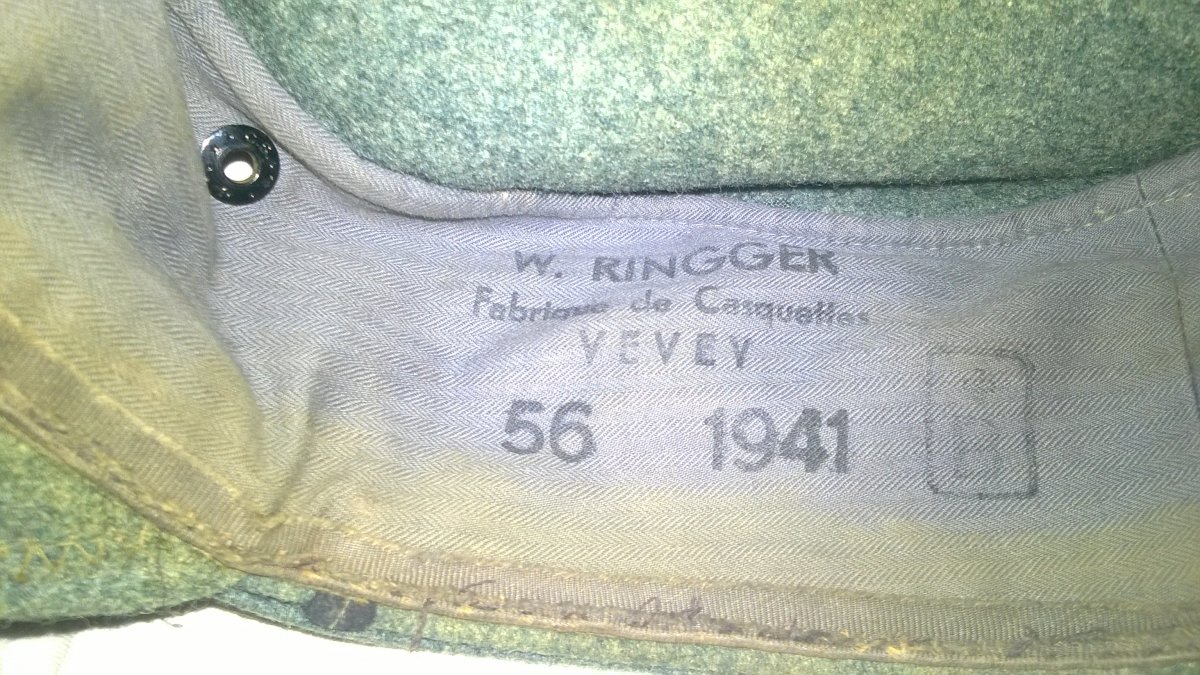 W. RINGGER
Fabrique de Casquettes
VEVEY
56 1941